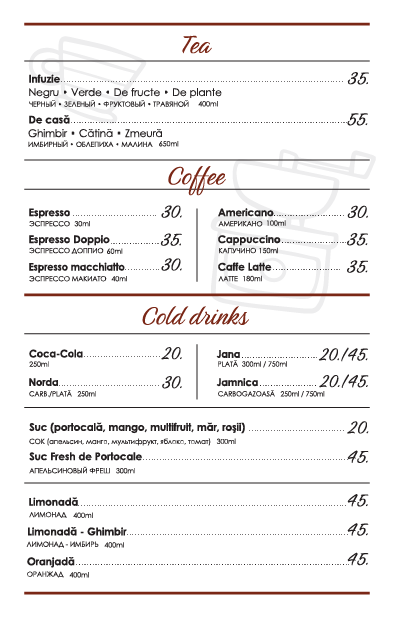 Tea
Infuzie 35.
Negru • Verde • De fructe • De plante
ЧЕРНЫЙ • ЗЕЛЕНЫЙ • ФРУКТОВЫЙ • ТРАВЯНОЙ 400ml
De casă 55.
Ghimbir • Cătină • Zmeură
ИМБИРНЫЙ • ОБЛЕПИХА • МАЛИНА 650ml
Coffee
Espresso 30.
ЭСПРЕССО 30ml
Espresso Doppio 35.
ЭСПРЕССО ДОППИО 60ml
Espresso macchiato 30.
ЭСПРЕССО МАКИАТО 40ml
Americano 30.
АМЕРИКАНО 100ml
Cappuccino 35.
КАПУЧИНО 150ml
Caffe Latte 35.
ЛАТТЕ 180ml
Cold drinks
Coca-Cola 20.
250ml
Norda 30.
CARB./PLATĂ 250ml
Jana 20./45.
PLATĂ 300ml / 750ml
Jamnica 20./45.
CARBOGAZOASĂ 250ml / 750ml
Suc (portocală, mango, multifruit, măr, roșii) 20.
СОК (апельсин, манго, мультифрукт, яблоко, томат) 300ml
Suc Fresh de Portocale 45.
АПЕЛЬСИНОВЫЙ ФРЕШ 300ml
Limonadă 45.
ЛИМОНАД 400ml
Limonadă - Ghimbir 45.
ЛИМОНАД - ИМБИРЬ 400ml
Oranjadă 45.
ОРАНЖАД 400ml